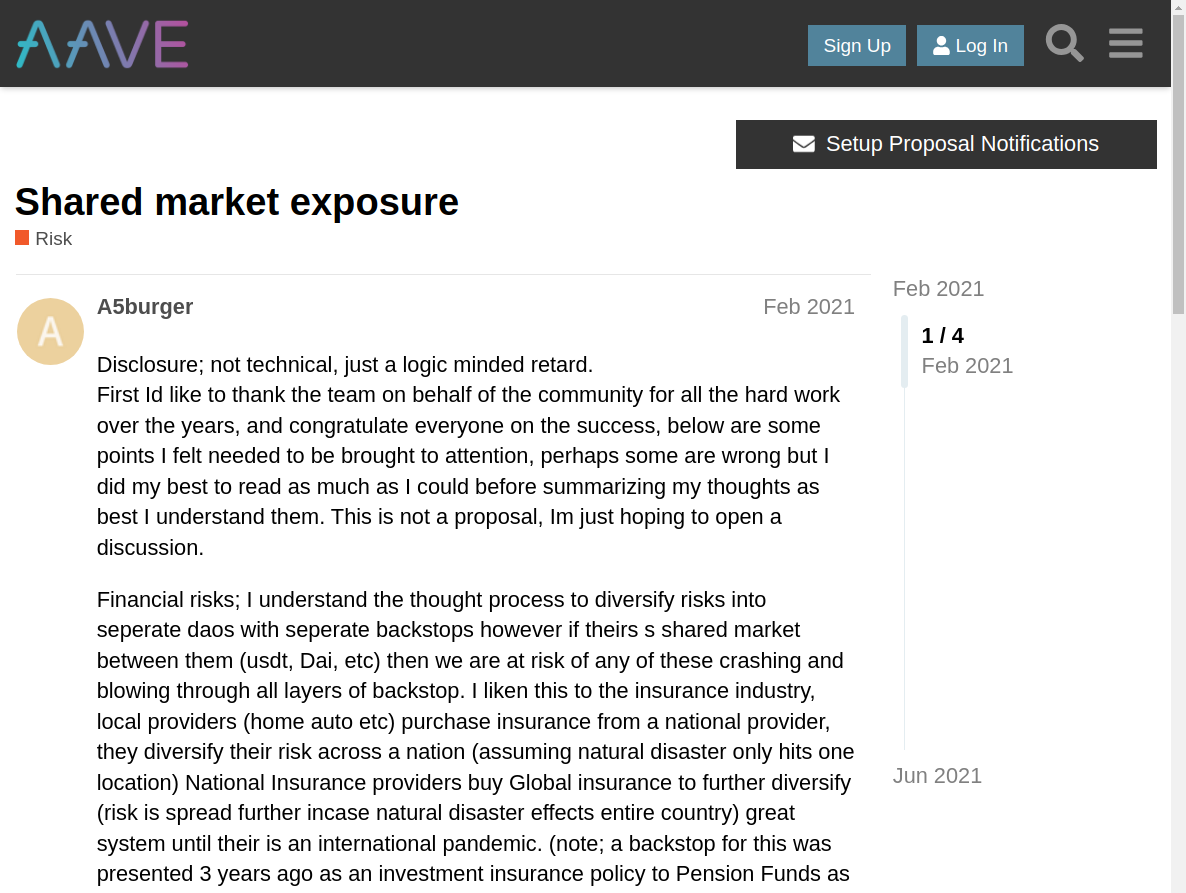 AAVE
Sign Up
Log In
Setup Proposal Notifications
Shared market exposure
Risk
A
A5burger
Feb 2021
Disclosure; not technical, just a logic minded retard.
First Id like to thank the team on behalf of the community for all the hard work
over the years, and congratulate everyone on the success, below are some
points I felt needed to be brought to attention, perhaps some are wrong but I
did my best to read as much as I could before summarizing my thoughts as
best I understand them. This is not a proposal, Im just hoping to open a
discussion.
Financial risks; I understand the thought process to diversify risks into
seperate daos with seperate backstops however if theirs s shared market
between them (usdt, Dai, etc) then we are at risk of any of these crashing and
blowing through all layers of backstop. I liken this to the insurance industry,
local providers (home auto etc) purchase insurance from a national provider,
they diversify their risk across a nation (assuming natural disaster only hits one
location) National Insurance providers buy Global insurance to further diversify
(risk is spread further incase natural disaster effects entire country) great
system until their is an international pandemic. (note; a backstop for this was
presented 3 years ago as an investment insurance policy to Pension Funds as
Feb 2021
1 / 4
Feb 2021
Jun 2021